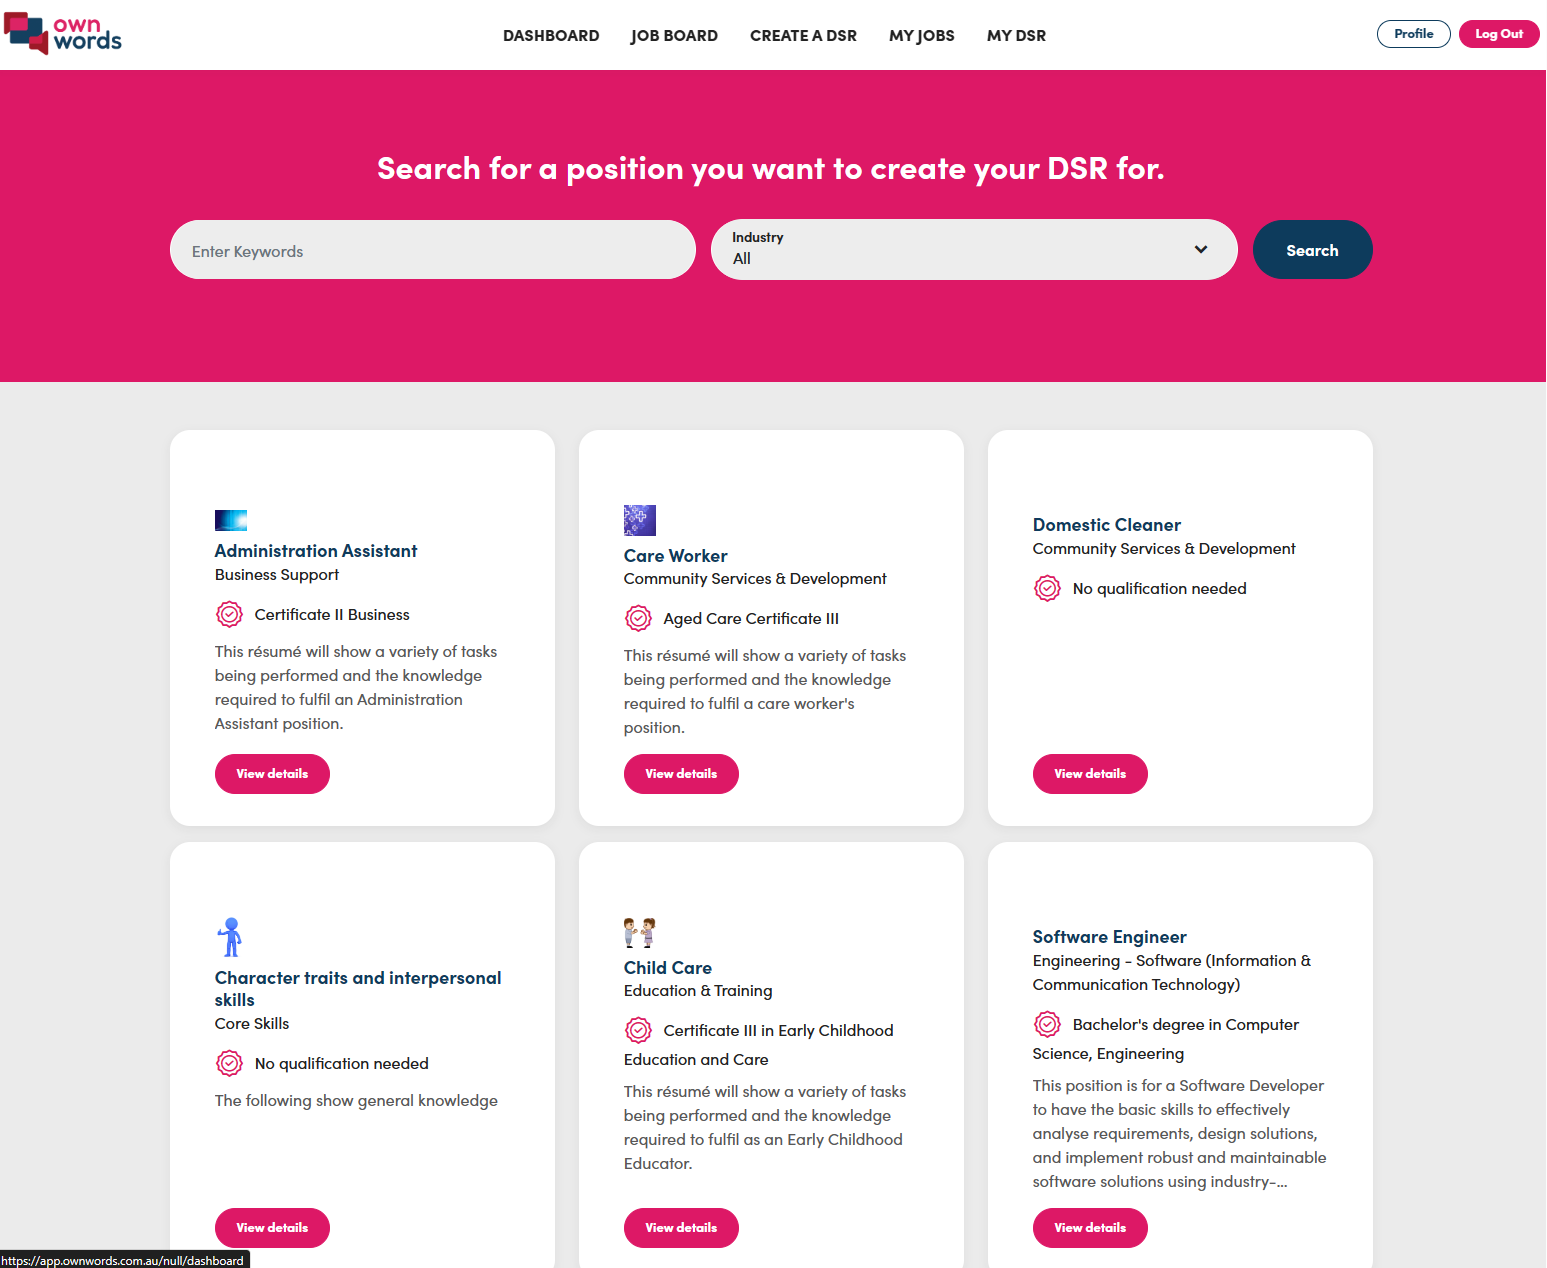 own
words
DASHBOARD JOB BOARD CREATE A DSR MY JOBS MY DSR
Profile
Log Out
Search for a position you want to create your DSR for.
Enter Keywords
Industry
All
Search
Administration Assistant
Business Support
Certificate II Business
This résumé will show a variety of tasks
being performed and the knowledge
required to fulfil an Administration
Assistant position.
View details
Care Worker
Community Services & Development
Aged Care Certificate III
This résumé will show a variety of tasks
being performed and the knowledge
required to fulfil a care worker's
position.
View details
Domestic Cleaner
Community Services & Development
No qualification needed
View details
Character traits and interpersonal
skills
Core Skills
No qualification needed
The following show general knowledge
View details
Child Care
Education & Training
Certificate III in Early Childhood
Education and Care
This résumé will show a variety of tasks
being performed and the knowledge
required to fulfil as an Early Childhood
Educator.
View details
Software Engineer
Engineering - Software (Information &
Communication Technology)
Bachelor's degree in Computer
Science, Engineering
This position is for a Software Developer
to have the basic skills to effectively
analyse requirements, design solutions,
and implement robust and maintainable
software solutions using industry-...
View details
https://app.ownwords.com.au/null/dashboard